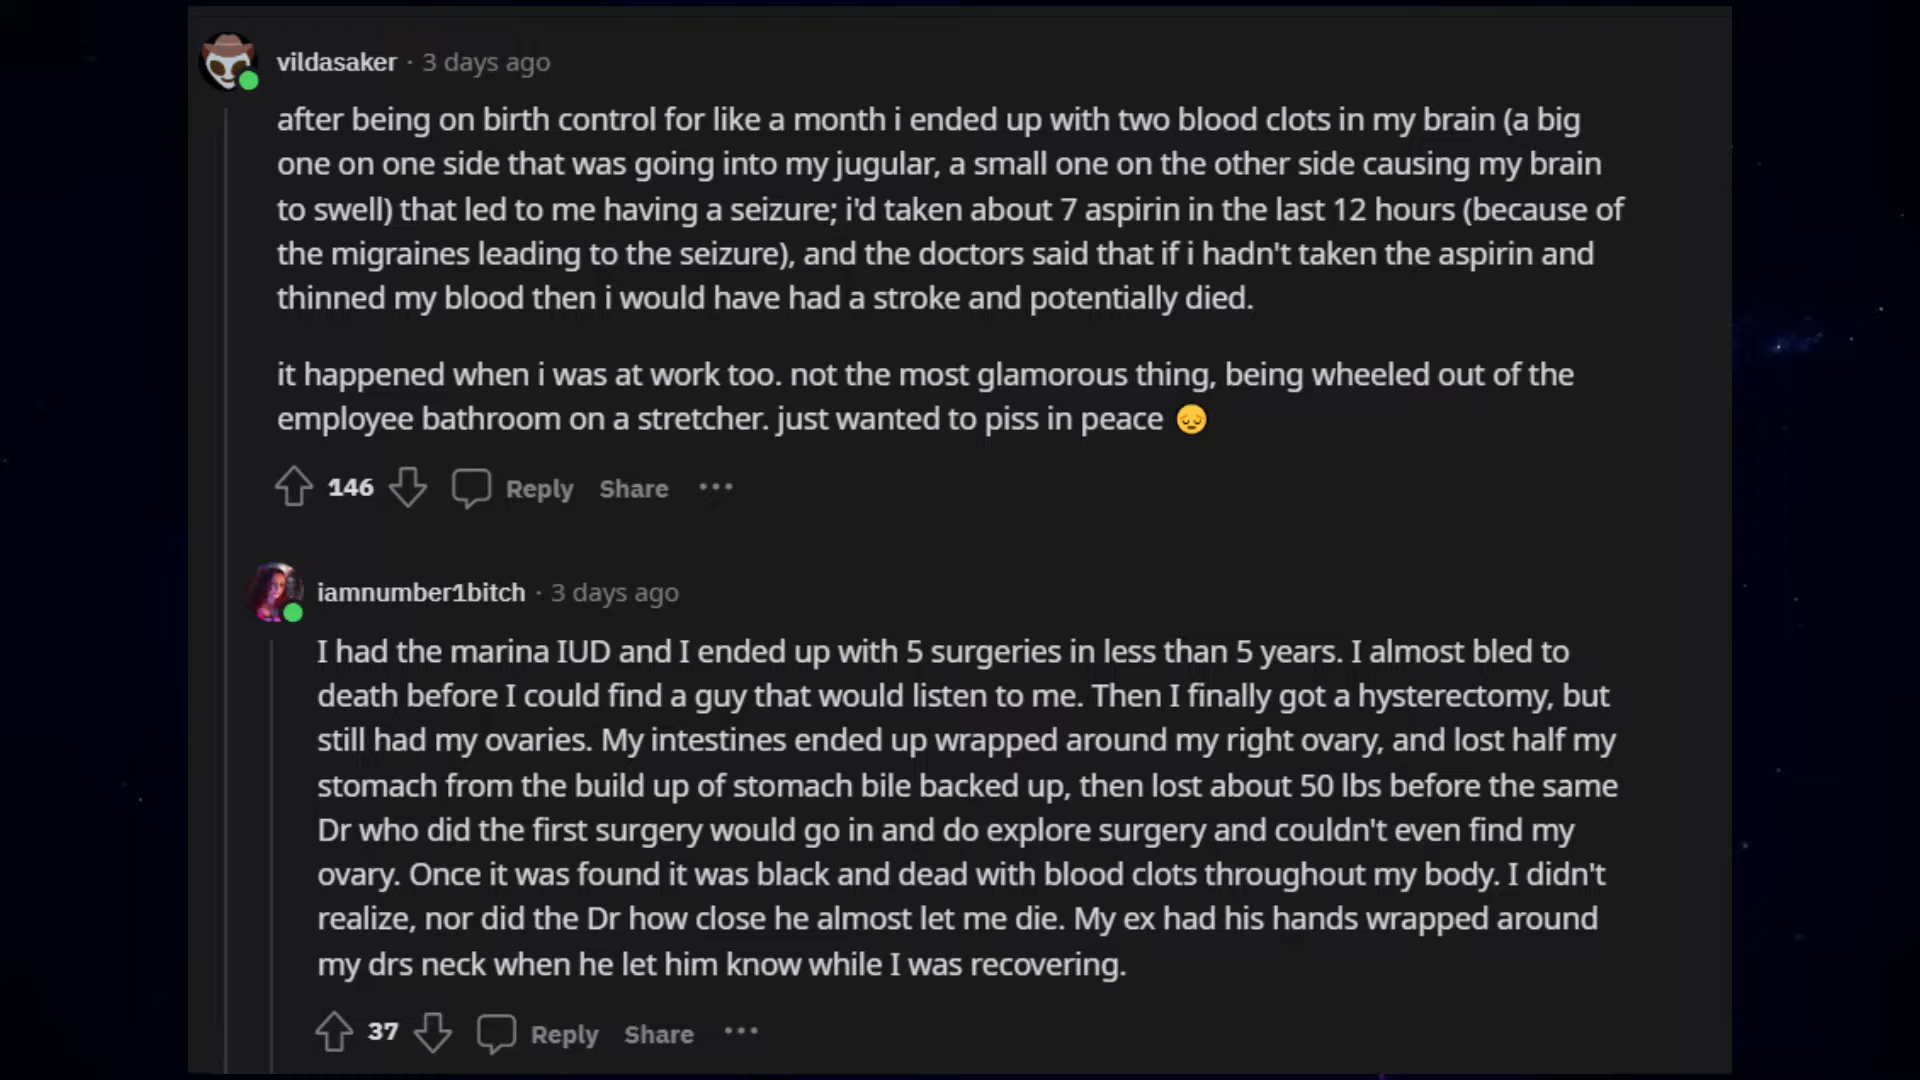 vildasaker · 3 days ago
after being on birth control for like a month i ended up with two blood clots in my brain (a big
one on one side that was going into my jugular, a small one on the other side causing my brain
to swell) that led to me having a seizure; i'd taken about 7 aspirin in the last 12 hours (because of
the migraines leading to the seizure), and the doctors said that if i hadn't taken the aspirin and
thinned my blood then i would have had a stroke and potentially died.
it happened when i was at work too. not the most glamorous thing, being wheeled out of the
employee bathroom on a stretcher. just wanted to piss in peace 😔
146 Reply Share ...
iamnumber1bitch · 3 days ago
I had the marina IUD and I ended up with 5 surgeries in less than 5 years. I almost bled to
death before I could find a guy that would listen to me. Then I finally got a hysterectomy, but
still had my ovaries. My intestines ended up wrapped around my right ovary, and lost half my
stomach from the build up of stomach bile backed up, then lost about 50 lbs before the same
Dr who did the first surgery would go in and do explore surgery and couldn't even find my
ovary. Once it was found it was black and dead with blood clots throughout my body. I didn't
realize, nor did the Dr how close he almost let me die. My ex had his hands wrapped around
my drs neck when he let him know while I was recovering.
37 Reply Share ...